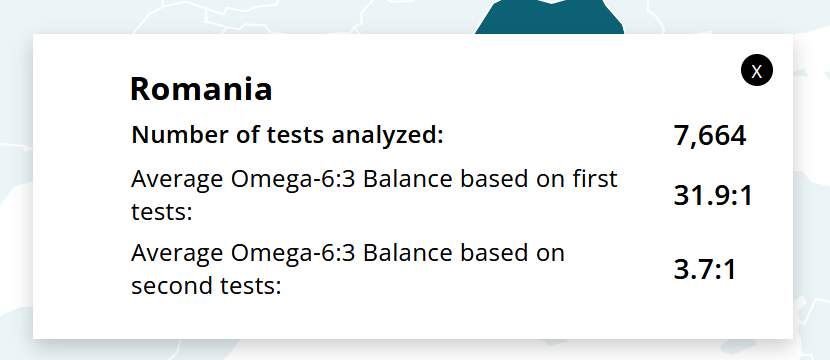 X
Romania
Number of tests analyzed:
7,664
Average Omega-6:3 Balance based on first
tests:
31.9:1
Average Omega-6:3 Balance based on
second tests:
3.7:1